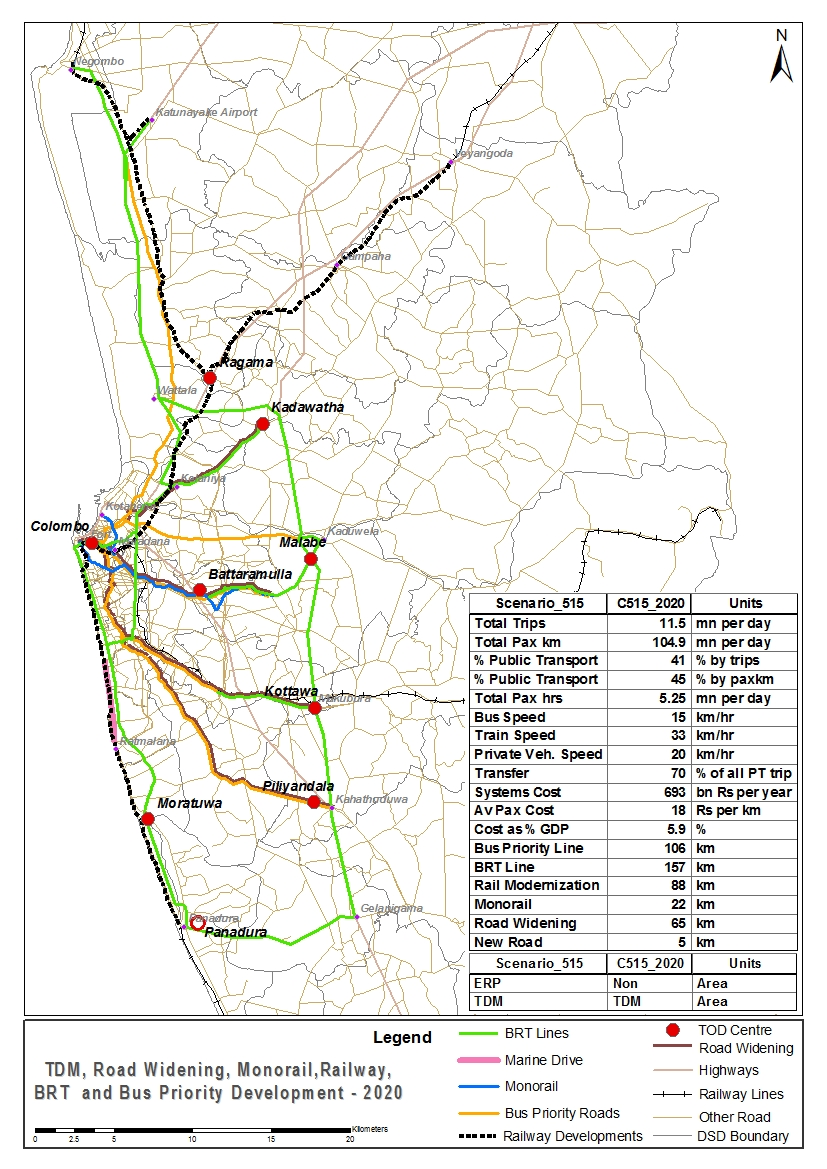 N
Negombo
Katunayake Airport
Veyangoda
Gampaha
Ragama
Wattala
Kadawatha
Kelaniya
Colombo
Fort
Maradana
Kaduwela
Malabe
Battaramulla
Kottawa
Makubura
Ratmalana
Piliyandala
Kahathuduwa
Moratuwa
Gelanigama
Panadura
Panadura
Scenario_515 C515_2020 Units
Total Trips 11.5 mn per day
Total Pax km 104.9 mn per day
% Public Transport 41 % by trips
% Public Transport 45 % by paxkm
Total Pax hrs 5.25 mn per day
Bus Speed 15 km/hr
Train Speed 33 km/hr
Private Veh. Speed 20 km/hr
Transfer 70 % of all PT trip
Systems Cost 693 bn Rs per year
Av Pax Cost 18 Rs per km
Cost as % GDP 5.9 %
Bus Priority Line 106 km
BRT Line 157 km
Rail Modernization 88 km
Monorail 22 km
Road Widening 65 km
New Road 5 km
Scenario_515 C515_2020 Units
ERP Non Area
TDM TDM Area
TDM, Road Widening, Monorail,Railway,
BRT and Bus Priority Development - 2020
Kilometers
0 2.5 5 10 15 20
Legend
BRT Lines
Marine Drive
Monorail
Bus Priority Roads
Railway Developments
TOD Centre
Road Widening
Highways
Railway Lines
Other Road
DSD Boundary